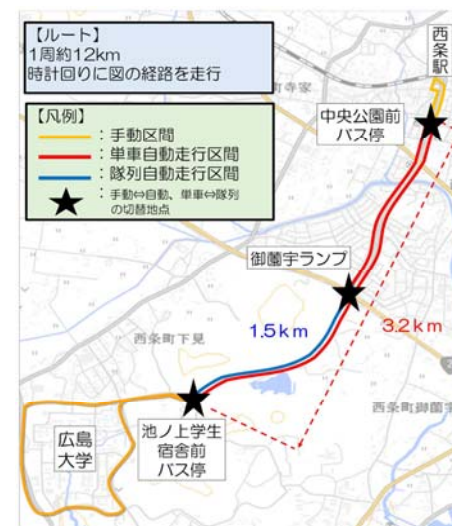 【ルート】
1周約12km
時計回りに図の経路を走行
【凡例】
：手動区間
：単車自動走行区間
：隊列自動走行区間
：手動⇔自動、単車⇔隊列
の切替地点
西条駅
町寺家
中央公園前
バス停
御薗宇ランプ
1.5km
3.2km
西条町下見
西条町御薗宇
広島
大学
池ノ上学生
宿舎前
バス停